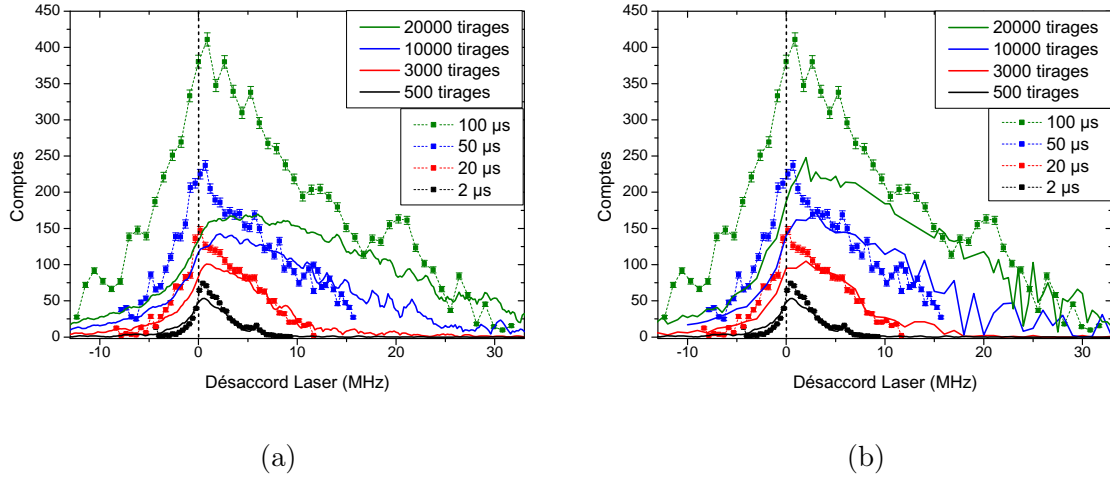 450
400
350
300
250
200
150
100
50
0
Comptes
-10 0 10 20 30
Désaccord Laser (MHz)
20000 tirages
10000 tirages
3000 tirages
500 tirages
100 µs
50 µs
20 µs
2 µs
(a)
450
400
350
300
250
200
150
100
50
0
Comptes
-10 0 10 20 30
Désaccord Laser (MHz)
20000 tirages
10000 tirages
3000 tirages
500 tirages
100 µs
50 µs
20 µs
2 µs
(b)